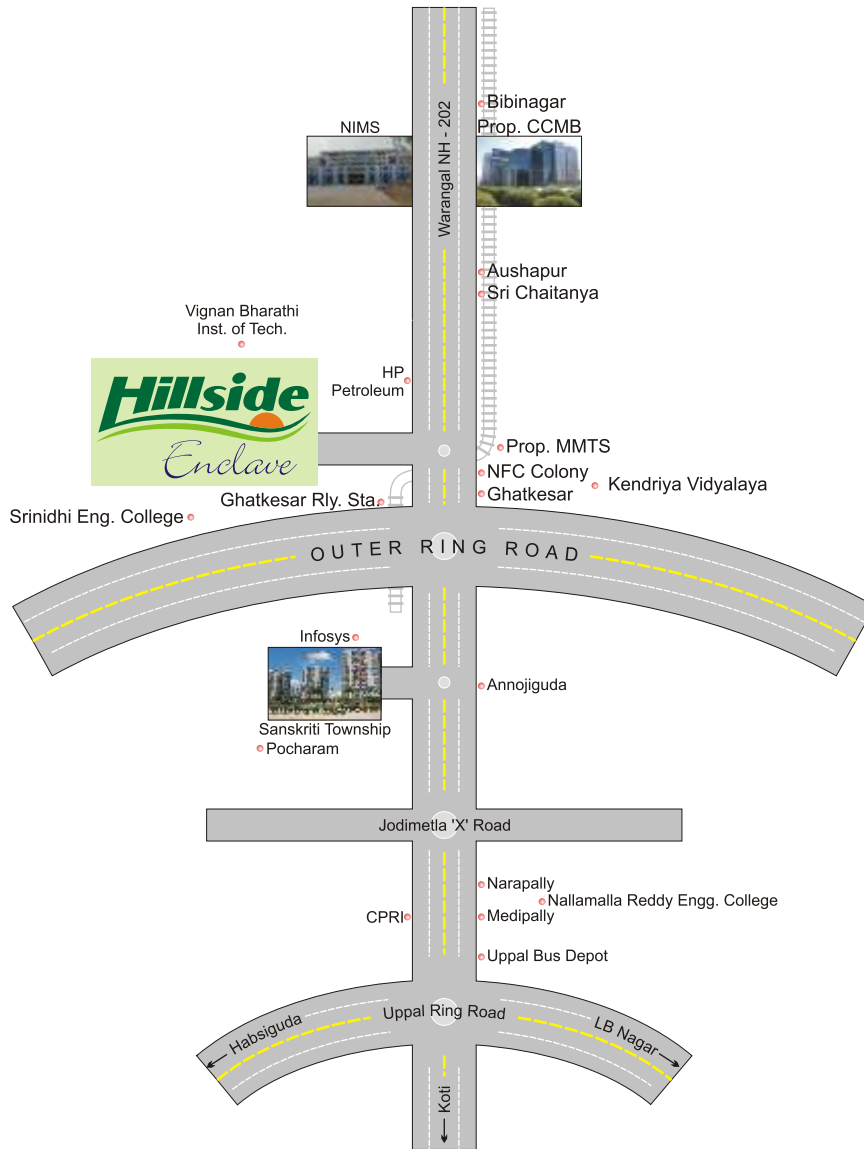 Bibinagar
NIMS
Prop. CCMB
Warangal NH - 202
Aushapur
Sri Chaitanya
Vignan Bharathi
Inst. of Tech.
HP
Petroleum
Hillside
Enclave
Prop. MMTS
NFC Colony
Kendriya Vidyalaya
Ghatkesar
Ghatkesar Rly. Sta.
Srinidhi Eng. College
OUTER RING ROAD
Infosys
Annojiguda
Sanskriti Township
Pocharam
Jodimetla 'X' Road
Narapally
Nallamalla Reddy Engg. College
CPRI
Medipally
Uppal Bus Depot
Uppal Ring Road
Habsiguda
LB Nagar
Koti